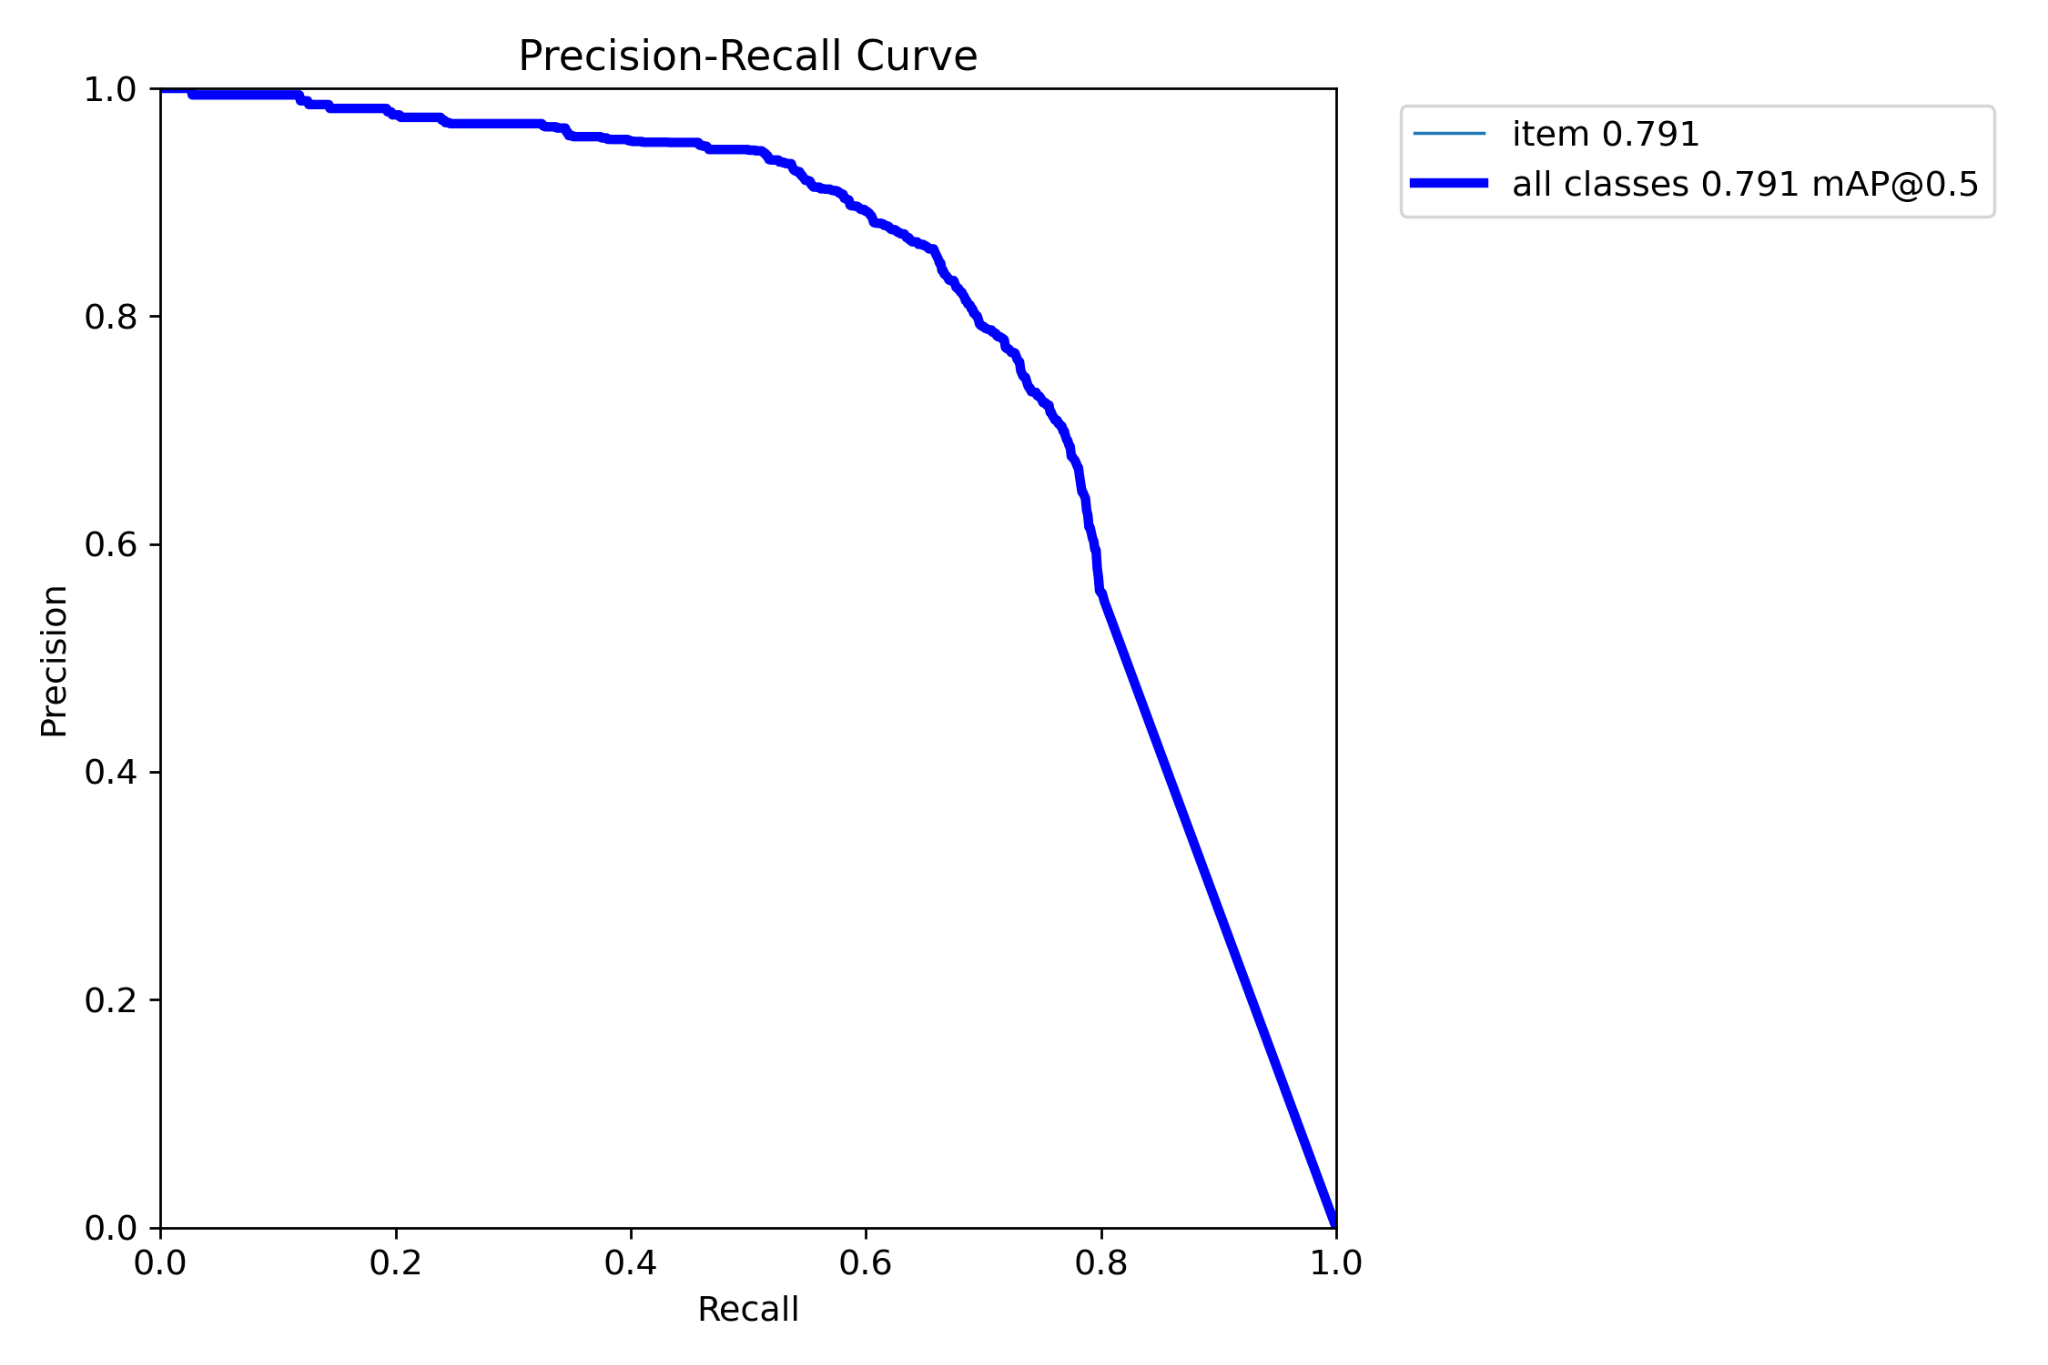 Precision-Recall Curve
1.0
0.8
0.6
0.4
0.2
0.0
Precision
0.0 0.2 0.4 0.6 0.8 1.0
Recall
item 0.791
all classes 0.791 mAP@0.5